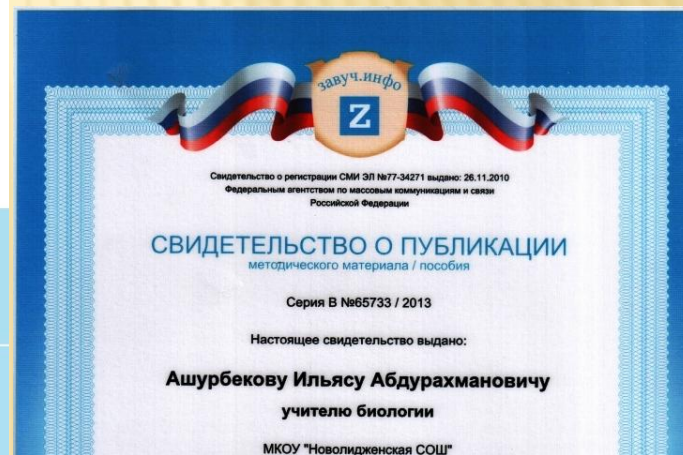 завуч.инфо
Z
Свидетельство о регистрации СМИ ЭЛ №77-34271 выдано: 26.11.2010
Федеральным агентством по массовым коммуникациям и связи
Российской Федерации
СВИДЕТЕЛЬСТВО О ПУБЛИКАЦИИ
методического материала / пособия
Серия В №65733 / 2013
Настоящее свидетельство выдано:
Ашурбекову Ильясу Абдурахмановичу
учителю биологии
МКОУ "Новолидженская СОШ"